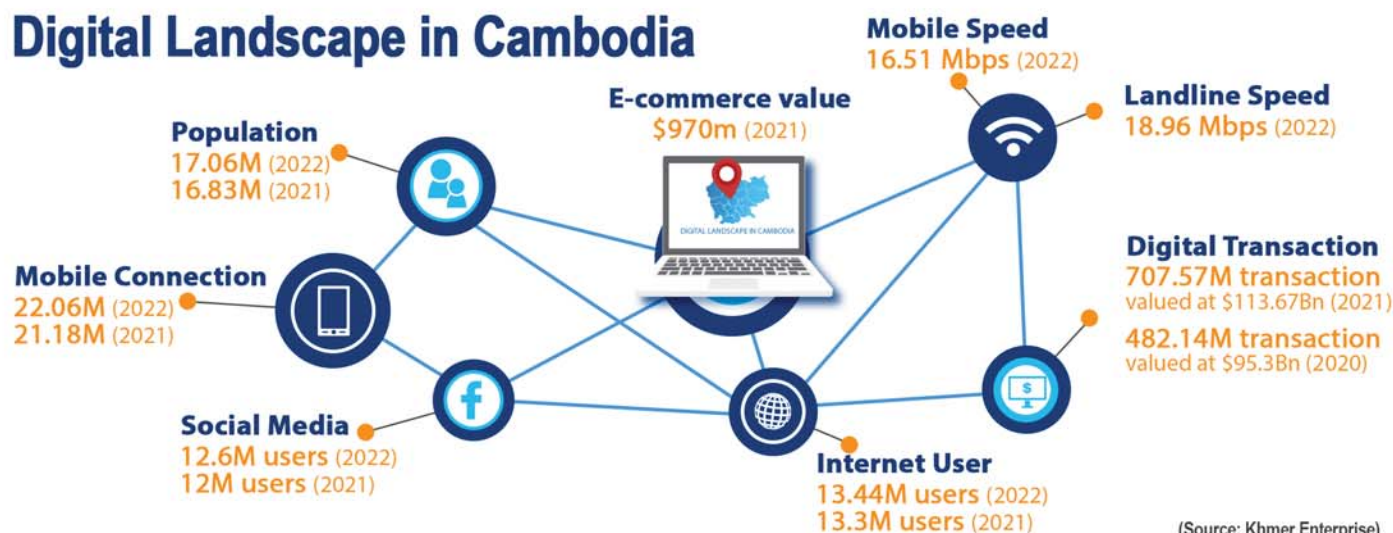 Digital Landscape in Cambodia
Mobile Speed
16.51 Mbps (2022)
Landline Speed
18.96 Mbps (2022)
E-commerce value
$970m (2021)
Population
17.06M (2022)
16.83M (2021)
DIGITAL LANDSCAPE IN CAMBODIA
Mobile Connection
22.06M (2022)
21.18M (2021)
Digital Transaction
707.57M transaction
valued at $113.67Bn (2021)
482.14M transaction
valued at $95.3Bn (2020)
$
f
Social Media
12.6M users (2022)
12M users (2021)
Internet User
13.44M users (2022)
13.3M users (2021)
(Source: Khmer Enterprise)